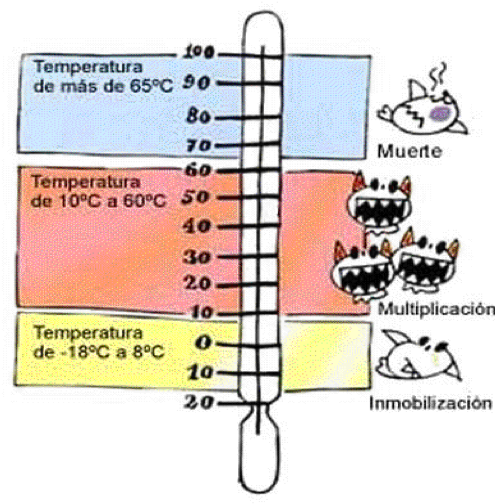 100
Temperatura
de más de 65ºC 90
80
70
Muerte
60
Temperatura
de 10ºC a 60ºC 50
40
30
20
Multiplicación
10
Temperatura
de -18ºC a 8ºC 0
10
20
Inmobilización